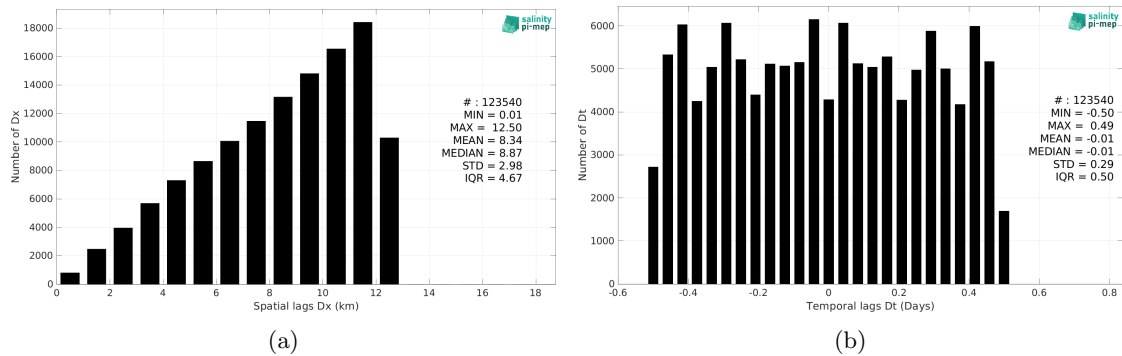 18000
16000
14000
12000
10000
8000
6000
4000
2000
0
Number of Dx
salinity
pi-mep
# : 123540
MIN = 0.01
MAX = 12.50
MEAN = 8.34
MEDIAN = 8.87
STD = 2.98
IQR = 4.67
0 2 4 6 8 10 12 14 16 18
Spatial lags Dx (km)
(a)
6000
5000
4000
3000
2000
1000
0
Number of Dt
salinity
pi-mep
# : 123540
MIN = -0.50
MAX = 0.49
MEAN = -0.01
MEDIAN = -0.01
STD = 0.29
IQR = 0.50
-0.6 -0.4 -0.2 0 0.2 0.4 0.6 0.8
Temporal lags Dt (Days)
(b)